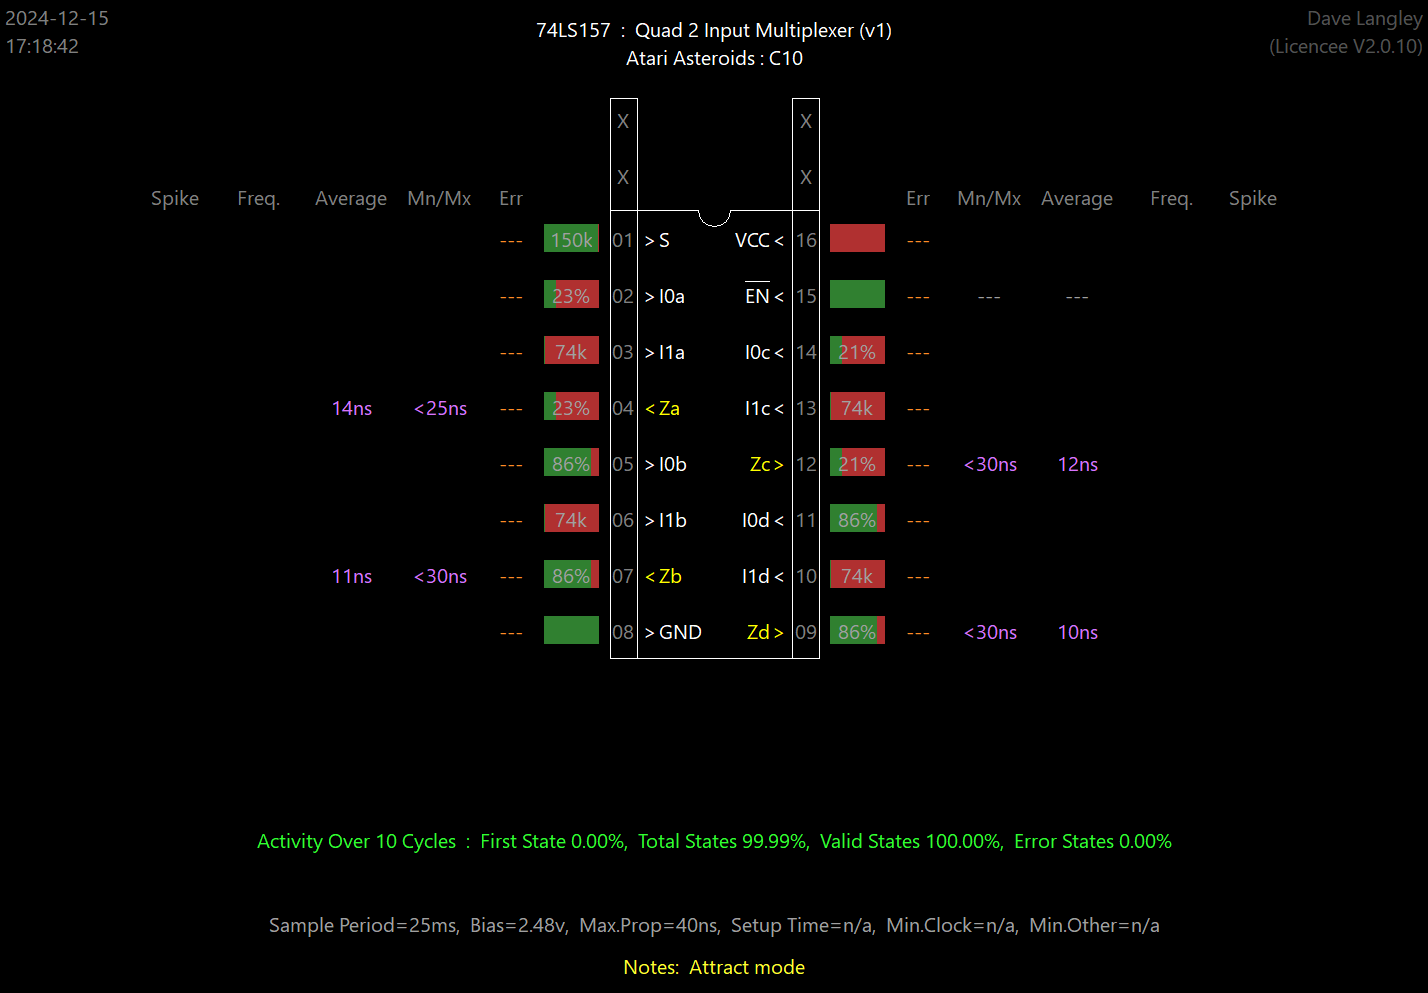 2024-12-15
17:18:42
74LS157 : Quad 2 Input Multiplexer (v1)
Atari Asteroids : C10
Dave Langley
(Licencee V2.0.10)
X X
X X
Spike Freq. Average Mn/Mx Err Err Mn/Mx Average Freq. Spike
--- 150k 01 >S VCC< 16 ---
--- 23% 02 >I0a EN< 15 --- --- ---
--- 74k 03 >I1a I0c< 14 21% ---
14ns <25ns --- 23% 04 <Za I1c< 13 74k ---
--- 86% 05 >I0b Zc> 12 21% --- <30ns 12ns
--- 74k 06 >I1b I0d< 11 86% ---
11ns <30ns --- 86% 07 <Zb I1d< 10 74k ---
--- 08 >GND Zd> 09 86% --- <30ns 10ns
Activity Over 10 Cycles : First State 0.00%, Total States 99.99%, Valid States 100.00%, Error States 0.00%
Sample Period=25ms, Bias=2.48v, Max.Prop=40ns, Setup Time=n/a, Min.Clock=n/a, Min.Other=n/a
Notes: Attract mode